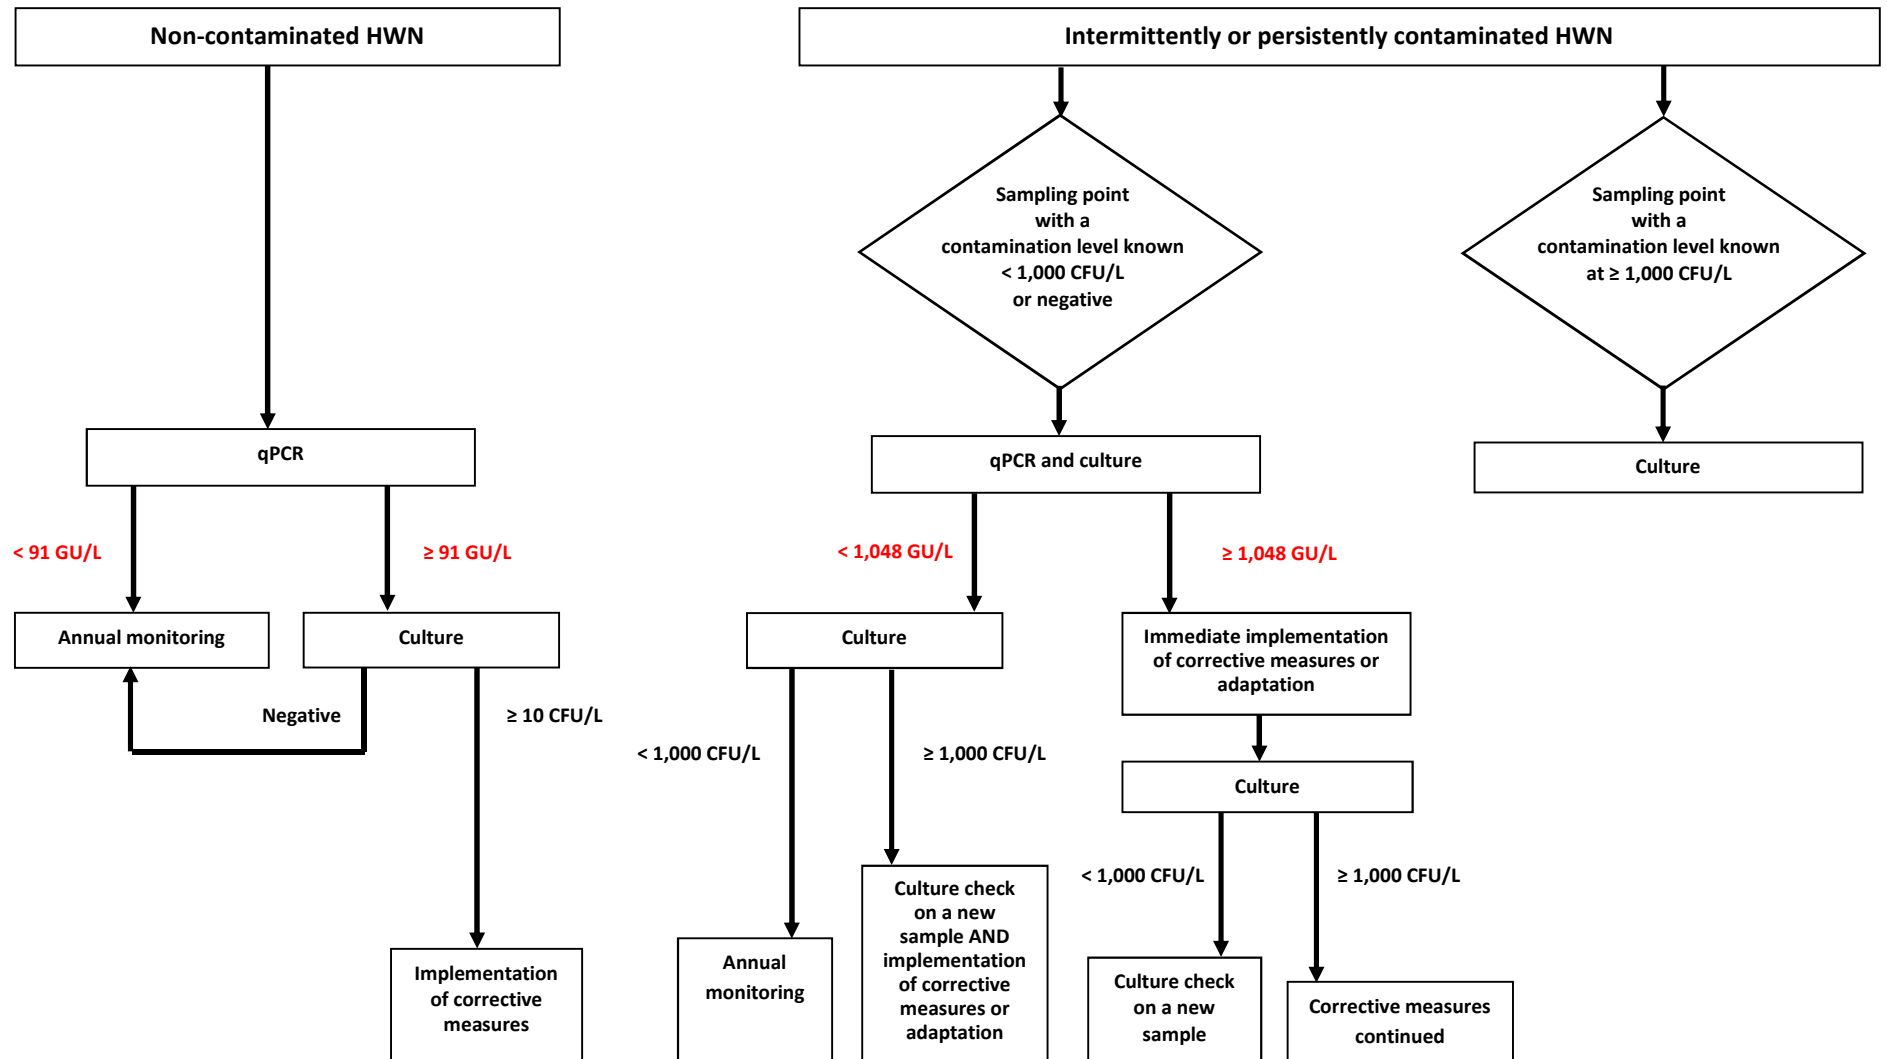 Non-contaminated HWN
Intermittently or persistently contaminated HWN
Sampling point
with a
contamination level known
< 1,000 CFU/L
or negative
Sampling point
with a
contamination level known
at ≥ 1,000 CFU/L
qPCR
qPCR and culture
Culture
< 91 GU/L
≥ 91 GU/L
< 1,048 GU/L
≥ 1,048 GU/L
Annual monitoring
Culture
Culture
Immediate implementation
of corrective measures or
adaptation
Negative
≥ 10 CFU/L
< 1,000 CFU/L
≥ 1,000 CFU/L
Culture
< 1,000 CFU/L
≥ 1,000 CFU/L
Implementation
of corrective
measures
Annual
monitoring
Culture check
on a new
sample AND
implementation
of corrective
measures or
adaptation
Culture check
on a new
sample
Corrective measures
continued